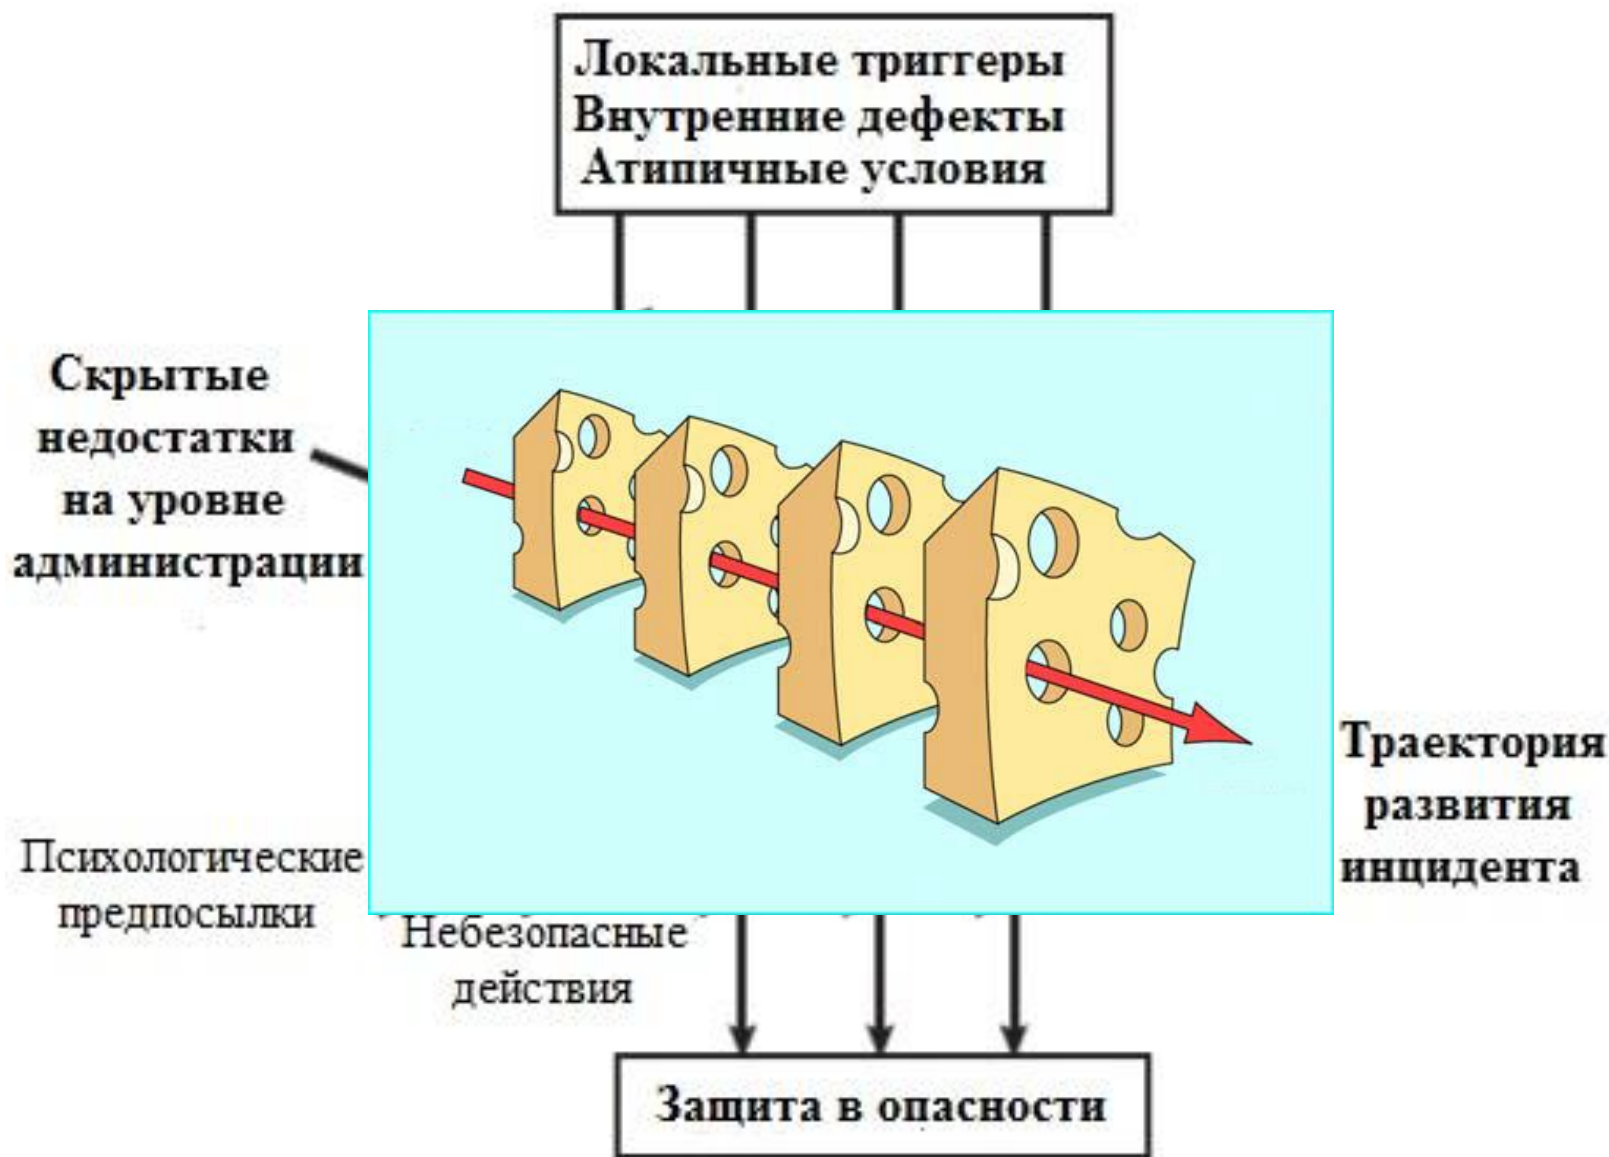 Локальные триггеры
Внутренние дефекты
Атипичные условия
Скрытые
недостатки
на уровне
администрации
Траектория
развития
инцидента
Психологические
предпосылки
Небезопасные
действия
Защита в опасности